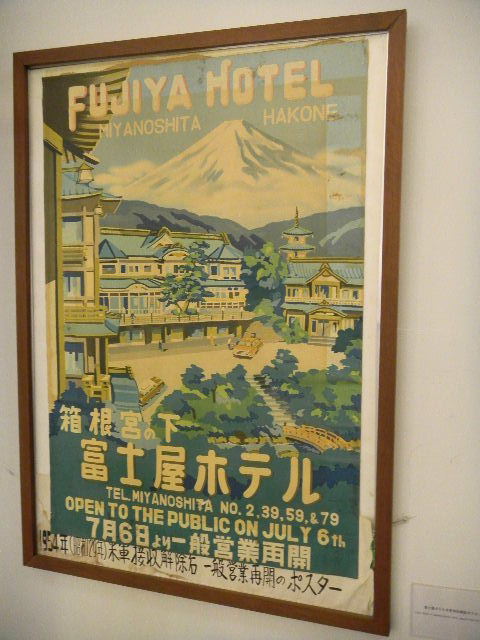 FUJIYA HOTEL
MIYANOSHITA HAKONE
箱根宮の下
富士屋ホテル
TEL. MIYANOSHITA NO. 2, 39, 59, & 79
OPEN TO THE PUBLIC ON JULY 6th
7月6日より一般営業再開
1954年(昭和29年)米軍接収解除后 一般営業再開のポスター